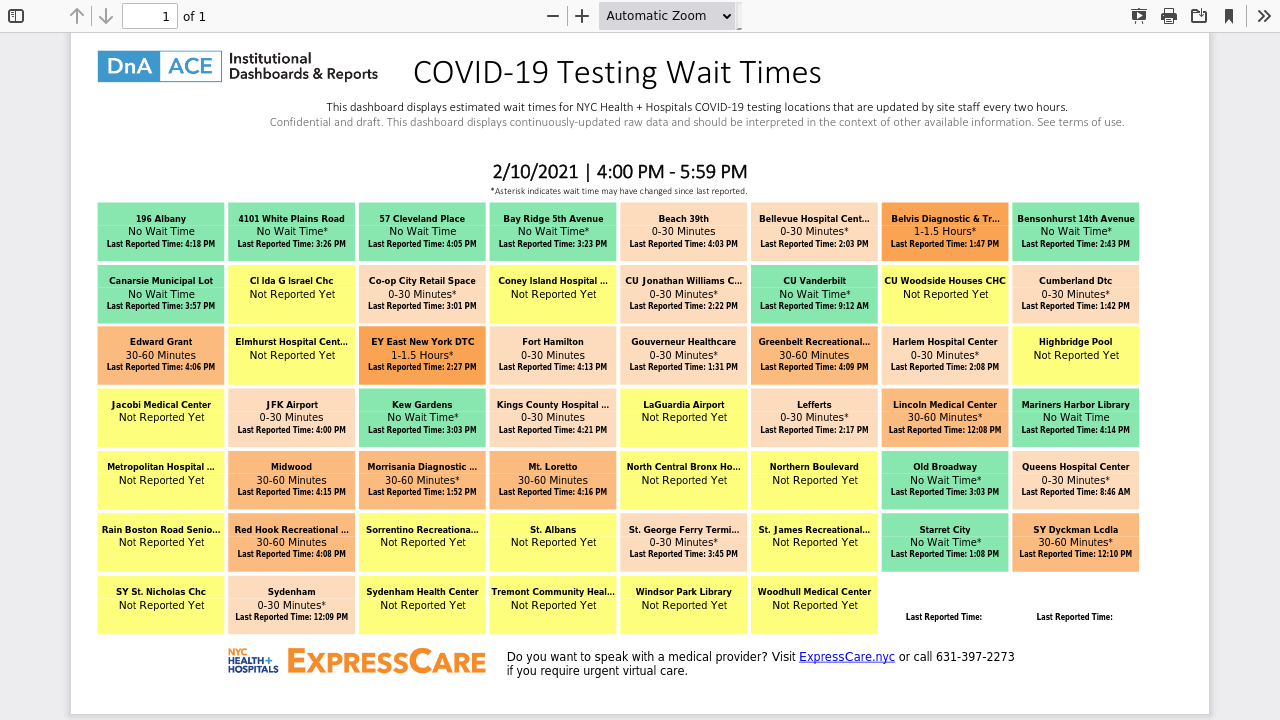 1 of 1 Automatic Zoom
DnA ACE Institutional Dashboards & Reports
COVID-19 Testing Wait Times
This dashboard displays estimated wait times for NYC Health + Hospitals COVID-19 testing locations that are updated by site staff every two hours.
Confidential and draft. This dashboard displays continuously-updated raw data and should be interpreted in the context of other available information. See terms of use.
2/10/2021 | 4:00 PM - 5:59 PM
*Asterisk indicates wait time may have changed since last reported.
196 Albany
No Wait Time
Last Reported Time: 4:18 PM
4101 White Plains Road
No Wait Time*
Last Reported Time: 3:26 PM
57 Cleveland Place
No Wait Time
Last Reported Time: 4:05 PM
Bay Ridge 5th Avenue
No Wait Time*
Last Reported Time: 3:23 PM
Beach 39th
0-30 Minutes
Last Reported Time: 4:03 PM
Bellevue Hospital Cent...
0-30 Minutes*
Last Reported Time: 2:03 PM
Belvis Diagnostic & Tr...
1-1.5 Hours*
Last Reported Time: 1:47 PM
Bensonhurst 14th Avenue
No Wait Time*
Last Reported Time: 2:43 PM
Canarsie Municipal Lot
No Wait Time
Last Reported Time: 3:57 PM
CI Ida G Israel Chc
Not Reported Yet
Co-op City Retail Space
0-30 Minutes*
Last Reported Time: 3:01 PM
Coney Island Hospital ...
Not Reported Yet
CU Jonathan Williams C...
0-30 Minutes*
Last Reported Time: 2:22 PM
CU Vanderbilt
No Wait Time*
Last Reported Time: 9:12 AM
CU Woodside Houses CHC
Not Reported Yet
Cumberland Dtc
0-30 Minutes*
Last Reported Time: 1:42 PM
Edward Grant
30-60 Minutes
Last Reported Time: 4:06 PM
Elmhurst Hospital Cent...
Not Reported Yet
EY East New York DTC
1-1.5 Hours*
Last Reported Time: 2:27 PM
Fort Hamilton
0-30 Minutes
Last Reported Time: 4:13 PM
Gouverneur Healthcare
0-30 Minutes*
Last Reported Time: 1:31 PM
Greenbelt Recreational...
30-60 Minutes
Last Reported Time: 4:09 PM
Harlem Hospital Center
0-30 Minutes*
Last Reported Time: 2:08 PM
Highbridge Pool
Not Reported Yet
Jacobi Medical Center
Not Reported Yet
JFK Airport
0-30 Minutes
Last Reported Time: 4:00 PM
Kew Gardens
No Wait Time*
Last Reported Time: 3:03 PM
Kings County Hospital ...
0-30 Minutes
Last Reported Time: 4:21 PM
LaGuardia Airport
Not Reported Yet
Lefferts
0-30 Minutes*
Last Reported Time: 2:17 PM
Lincoln Medical Center
30-60 Minutes*
Last Reported Time: 12:08 PM
Mariners Harbor Library
No Wait Time
Last Reported Time: 4:14 PM
Metropolitan Hospital ...
Not Reported Yet
Midwood
30-60 Minutes
Last Reported Time: 4:15 PM
Morrisania Diagnostic ...
30-60 Minutes*
Last Reported Time: 1:52 PM
Mt. Loretto
30-60 Minutes
Last Reported Time: 4:16 PM
North Central Bronx Ho...
Not Reported Yet
Northern Boulevard
Not Reported Yet
Old Broadway
No Wait Time*
Last Reported Time: 3:03 PM
Queens Hospital Center
0-30 Minutes*
Last Reported Time: 8:46 AM
Rain Boston Road Senio...
Not Reported Yet
Red Hook Recreational ...
30-60 Minutes
Last Reported Time: 4:08 PM
Sorrentino Recreationa...
Not Reported Yet
St. Albans
Not Reported Yet
St. George Ferry Termi...
0-30 Minutes*
Last Reported Time: 3:45 PM
St. James Recreational...
Not Reported Yet
Starret City
No Wait Time*
Last Reported Time: 1:08 PM
SY Dyckman Lcdla
30-60 Minutes*
Last Reported Time: 12:10 PM
SY St. Nicholas Chc
Not Reported Yet
Sydenham
0-30 Minutes*
Last Reported Time: 12:09 PM
Sydenham Health Center
Not Reported Yet
Tremont Community Heal...
Not Reported Yet
Windsor Park Library
Not Reported Yet
Woodhull Medical Center
Not Reported Yet
Last Reported Time:
Last Reported Time:
NYC HEALTH+ HOSPITALS
EXPRESSCARE
Do you want to speak with a medical provider? Visit ExpressCare.nyc or call 631-397-2273
if you require urgent virtual care.